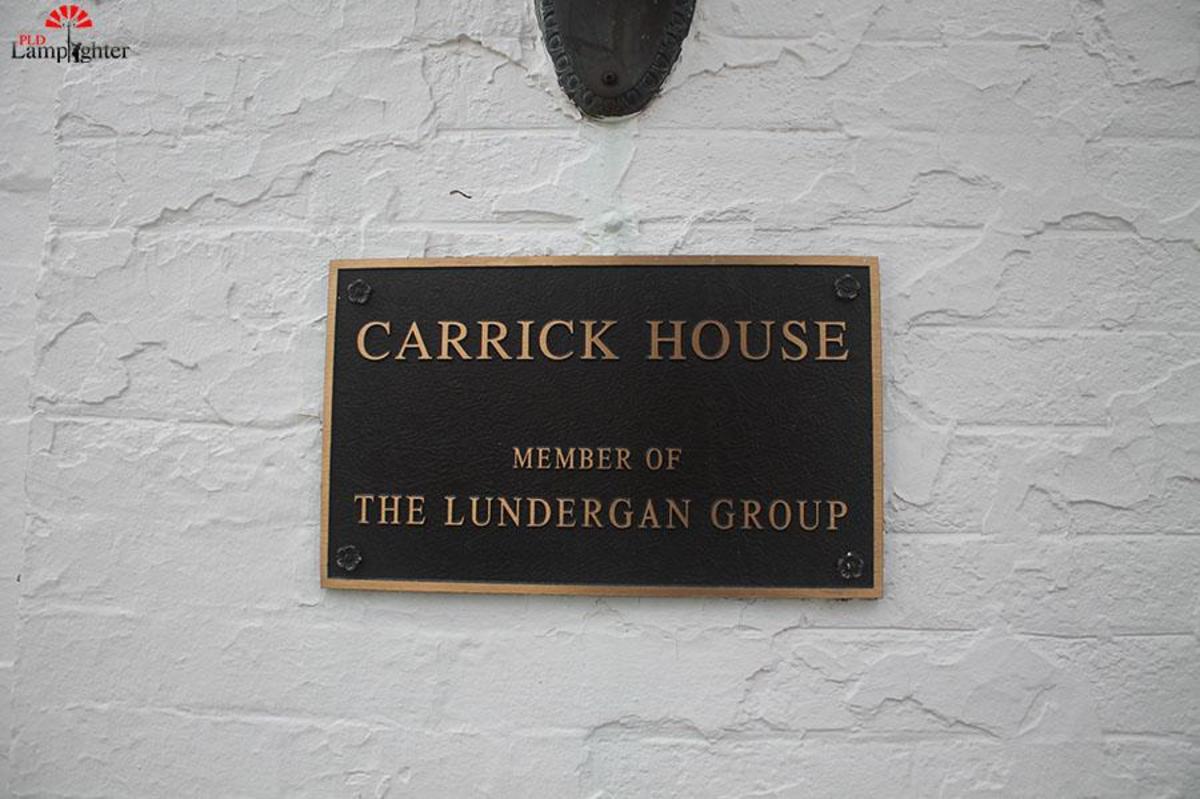 PLD
Lamplighter
CARRICK HOUSE
MEMBER OF
THE LUNDERGAN GROUP